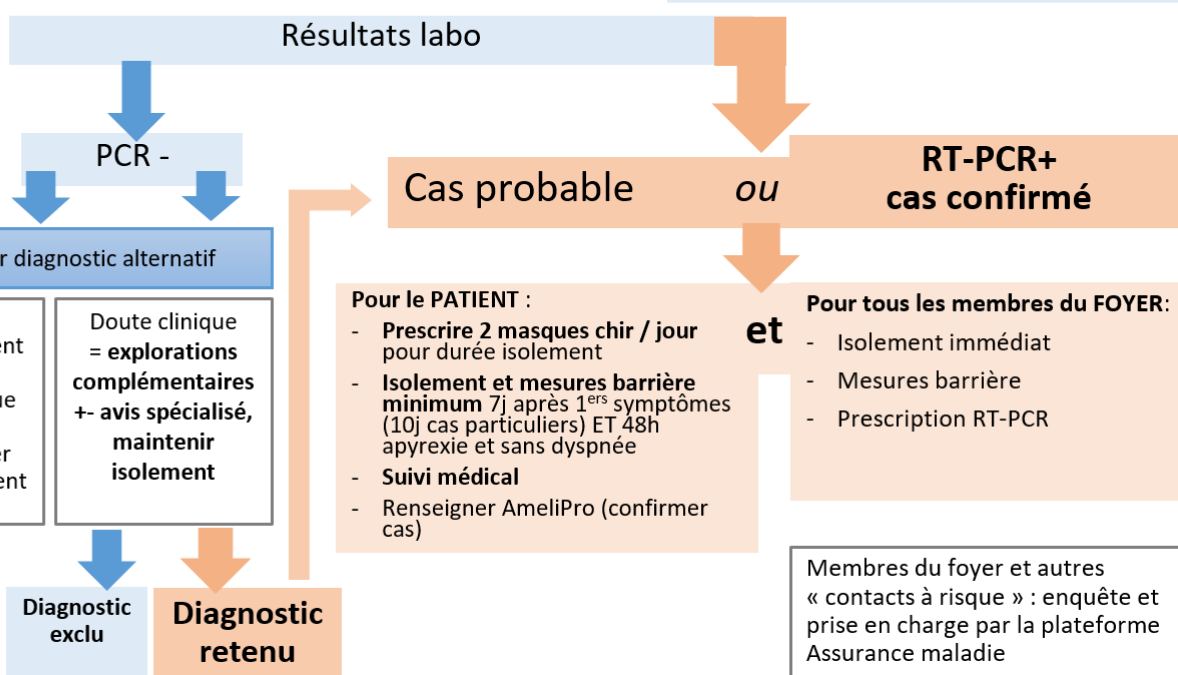 Résultats labo
PCR -
Cas probable ou
RT-PCR+
cas confirmé
r diagnostic alternatif
ent
ue
er
ent
Doute clinique
= explorations
complémentaires
+- avis spécialisé,
maintenir
isolement
Diagnostic
exclu
Diagnostic
retenu
Pour le PATIENT :
- Prescrire 2 masques chir / jour
pour durée isolement
- Isolement et mesures barrière
minimum 7j après 1ers symptômes
(10j cas particuliers) ET 48h
apyrexie et sans dyspnée
- Suivi médical
- Renseigner AmeliPro (confirmer
cas)
et
Pour tous les membres du FOYER:
- Isolement immédiat
- Mesures barrière
- Prescription RT-PCR
Membres du foyer et autres
« contacts à risque » : enquête et
prise en charge par la plateforme
Assurance maladie